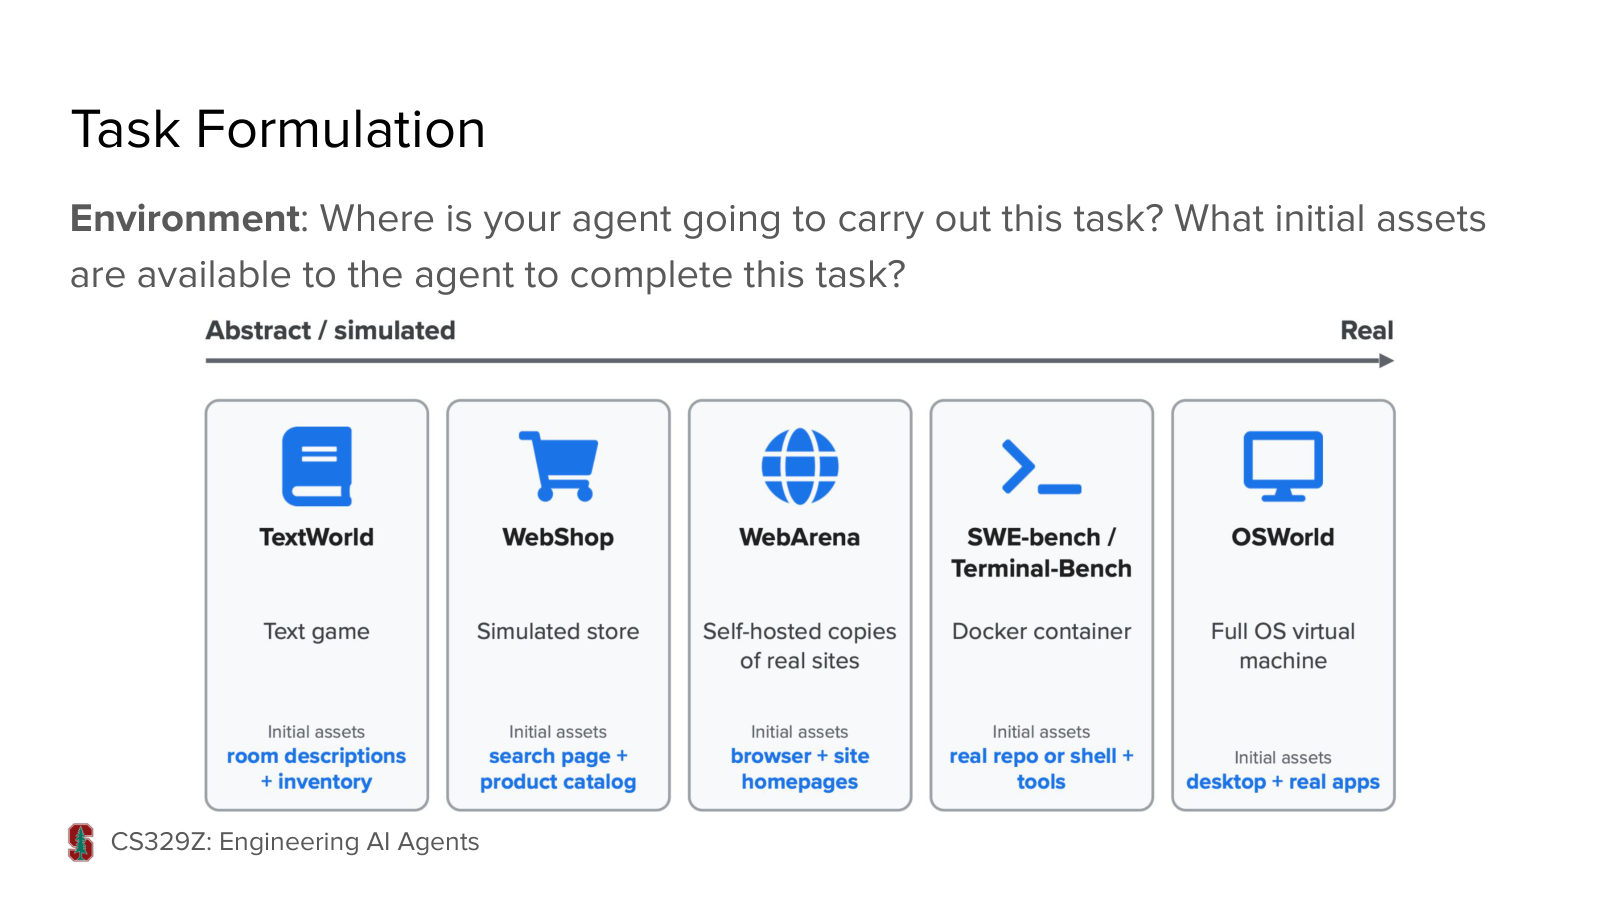 Task Formulation
Environment: Where is your agent going to carry out this task? What initial assets
are available to the agent to complete this task?
Abstract / simulated
Real
TextWorld
Text game
Initial assets
room descriptions
+ inventory
WebShop
Simulated store
Initial assets
search page +
product catalog
WebArena
Self-hosted copies
of real sites
Initial assets
browser + site
homepages
SWE-bench /
Terminal-Bench
Docker container
Initial assets
real repo or shell +
tools
OSWorld
Full OS virtual
machine
Initial assets
desktop + real apps
CS329Z: Engineering AI Agents